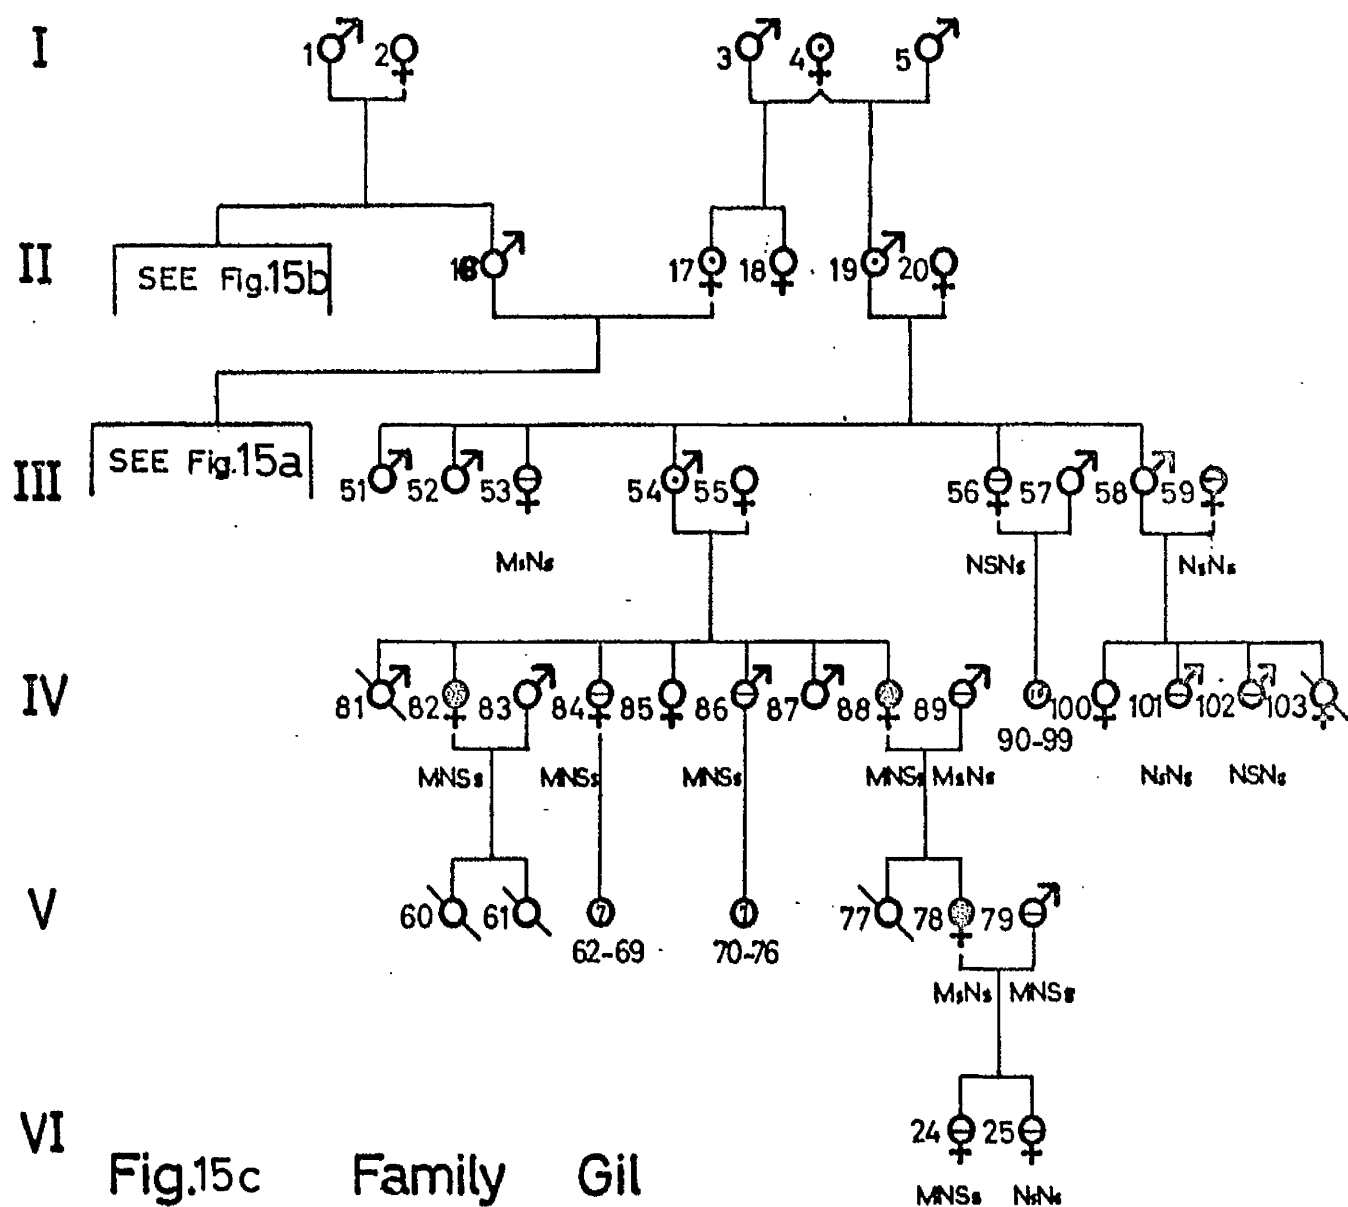 I 1 2 3 4 5
II SEE Fig.15b 17 18 19 20
III SEE Fig.15a 51 52 53 54 55 56 57 58 59
MsNs NSNs NsNs
IV 81 82 83 84 85 86 87 88 89 100 101 102 103
90-99
MNSs MNSs MNSs MNSs MsNs NsNs NSNs
V 60 61 7 7 77 78 79
62-69 70-76
MsNs MNSs
VI 24 25
Fig.15c Family Gil
MNSs NsNs